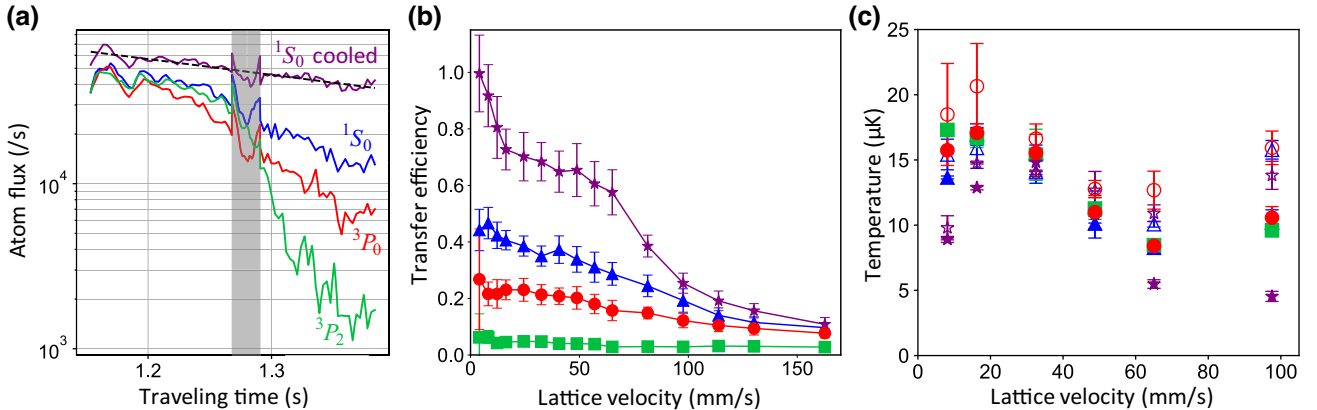 (a)
Atom flux (/s)
10⁴
10³
¹S₀ cooled
¹S₀
³P₀
³P₂
1.2
1.3
Traveling time (s)
(b)
Transfer efficiency
1.0
0.8
0.6
0.4
0.2
0.0
0
50
100
150
Lattice velocity (mm/s)
(c)
Temperature (μK)
25
20
15
10
5
0
0
20
40
60
80
100
Lattice velocity (mm/s)